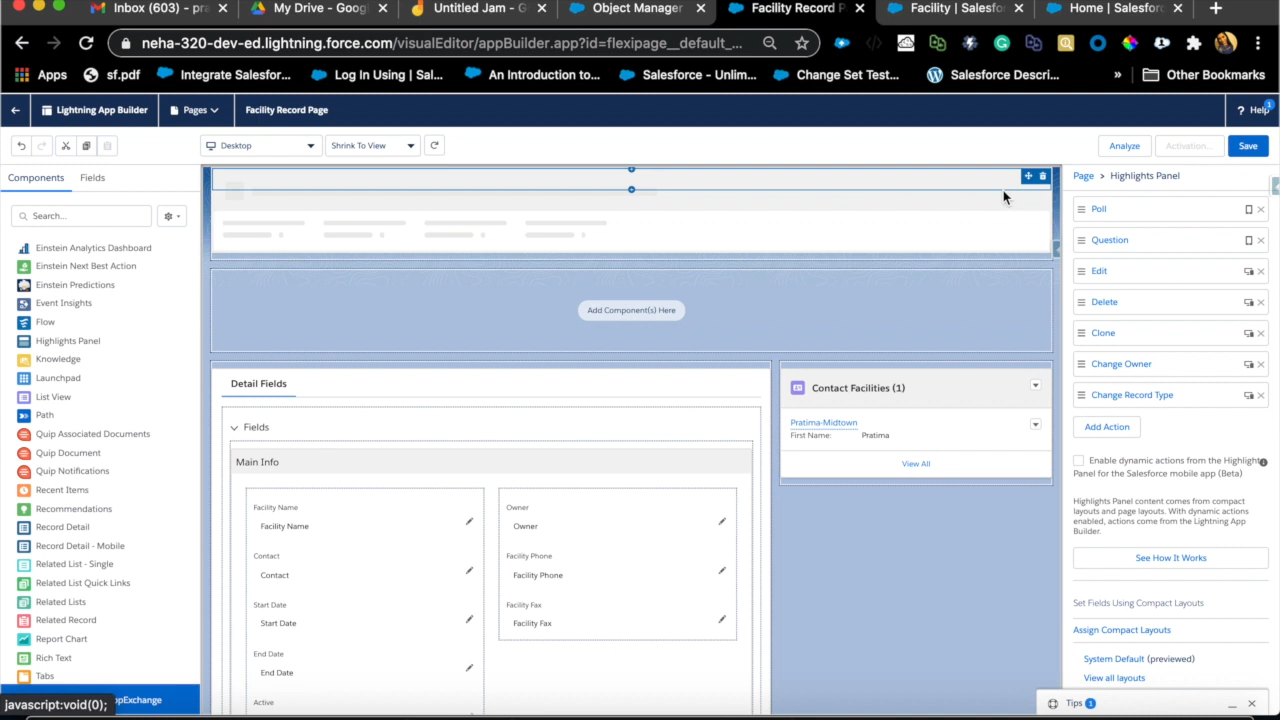 Inbox (603) – pra
My Drive – Googl
Untitled Jam – G
Object Manager
Facility Record P
Facility | Salesfor
Home | Salesforc
neha-320-dev-ed.lightning.force.com/visualEditor/appBuilder.app?id=flexipage__default_...
Apps
sf.pdf
Integrate Salesfor...
Log In Using | Sal...
An Introduction to...
Salesforce – Unlim...
Change Set Test...
Salesforce Descri...
»
Other Bookmarks
Lightning App Builder
Pages
Facility Record Page
? Help
1
Desktop
Shrink To View
Analyze
Activation...
Save
Components
Fields
Search...
Einstein Analytics Dashboard
Einstein Next Best Action
Einstein Predictions
Event Insights
Flow
Highlights Panel
Knowledge
Launchpad
List View
Path
Quip Associated Documents
Quip Document
Quip Notifications
Recent Items
Recommendations
Record Detail
Record Detail - Mobile
Related List - Single
Related List Quick Links
Related Lists
Related Record
Report Chart
Rich Text
Tabs
ppExchange
javascript:void(0);
Add Component(s) Here
Detail Fields
Fields
Main Info
Facility Name
Facility Name
Contact
Contact
Start Date
Start Date
End Date
End Date
Active
Owner
Owner
Facility Phone
Facility Phone
Facility Fax
Facility Fax
Contact Facilities (1)
Pratima-Midtown
First Name: Pratima
View All
Page > Highlights Panel
Poll
Question
Edit
Delete
Clone
Change Owner
Change Record Type
Add Action
Enable dynamic actions from the Highlights
Panel for the Salesforce mobile app (Beta)
Highlights Panel content comes from compact
layouts and page layouts. With dynamic actions
enabled, actions come from the Lightning App
Builder.
See How It Works
Set Fields Using Compact Layouts
Assign Compact Layouts
System Default (previewed)
View all layouts
Tips 1